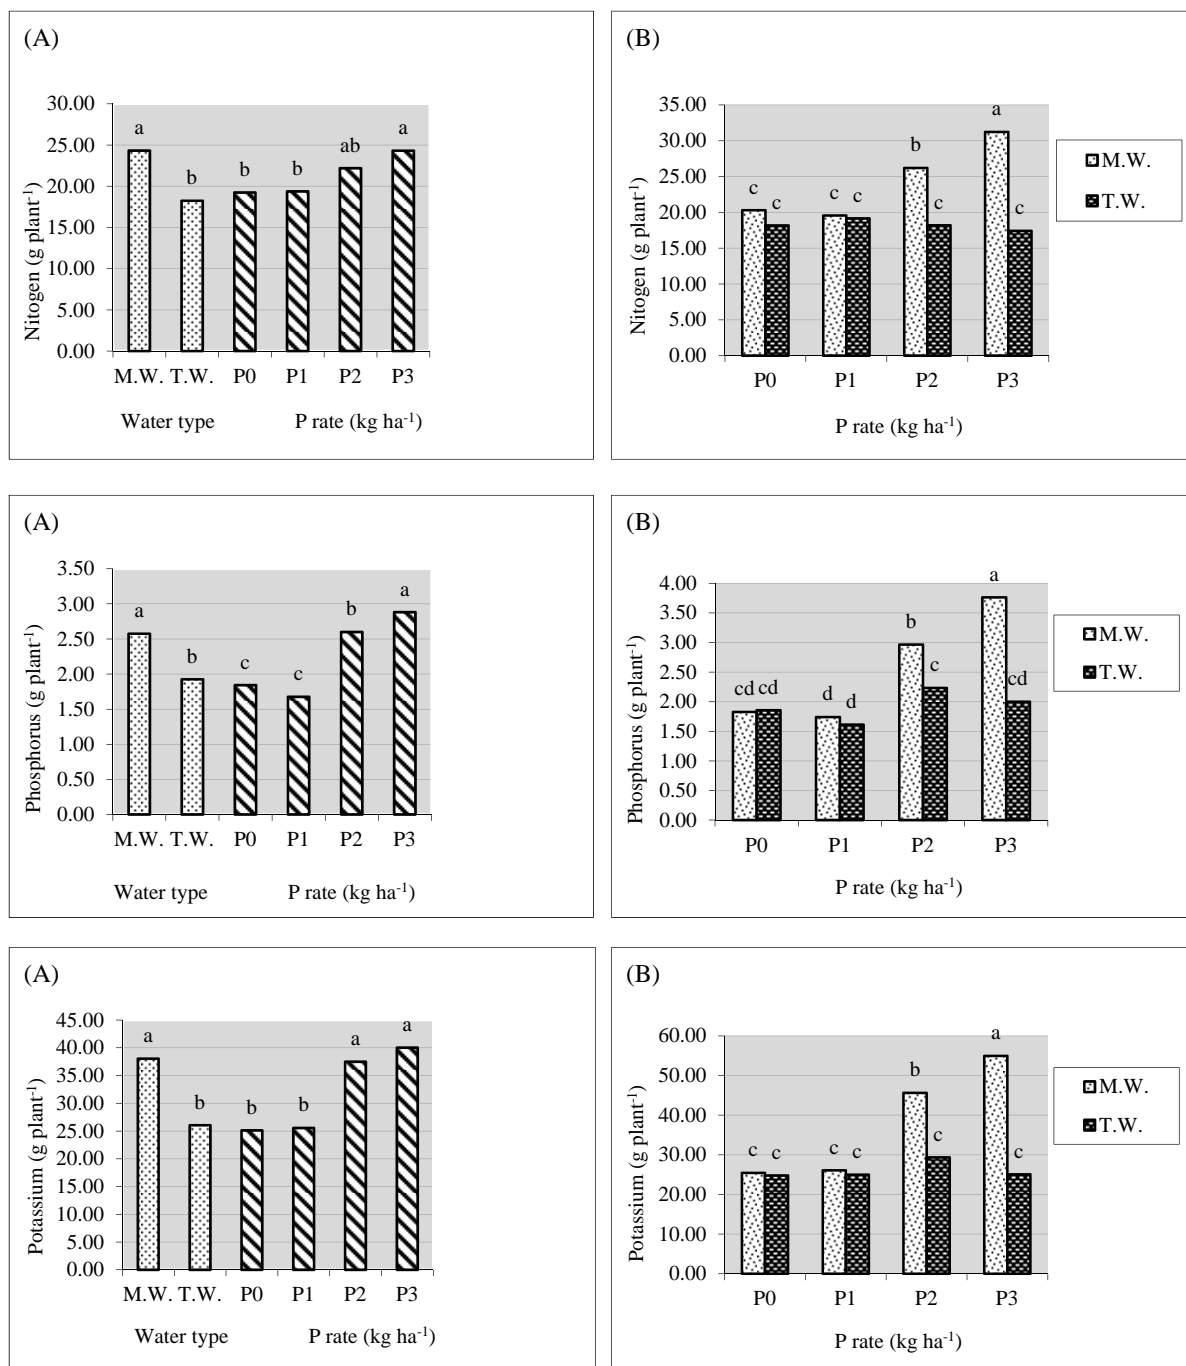 (A)
30.00
25.00
20.00
15.00
10.00
5.00
0.00
Nitogen (g plant⁻¹)
a
b
b
b
ab
a
M.W. T.W. P0 P1 P2 P3
Water type P rate (kg ha⁻¹)
(B)
35.00
30.00
25.00
20.00
15.00
10.00
5.00
0.00
Nitogen (g plant⁻¹)
c
c
c c
b
c
a
c
P0 P1 P2 P3
P rate (kg ha⁻¹)
M.W.
T.W.
(A)
3.50
3.00
2.50
2.00
1.50
1.00
0.50
0.00
Phosphorus (g plant⁻¹)
a
b
c
c
b
a
M.W. T.W. P0 P1 P2 P3
Water type P rate (kg ha⁻¹)
(B)
4.00
3.50
3.00
2.50
2.00
1.50
1.00
0.50
0.00
Phosphorus (g plant⁻¹)
cd cd
d
d
b
c
a
cd
P0 P1 P2 P3
P rate (kg ha⁻¹)
M.W.
T.W.
(A)
45.00
40.00
35.00
30.00
25.00
20.00
15.00
10.00
5.00
0.00
Potassium (g plant⁻¹)
a
b
b
b
a
a
M.W. T.W. P0 P1 P2 P3
Water type P rate (kg ha⁻¹)
(B)
60.00
50.00
40.00
30.00
20.00
10.00
0.00
Potassium (g plant⁻¹)
c c
c c
b
c
a
c
P0 P1 P2 P3
P rate (kg ha⁻¹)
M.W.
T.W.